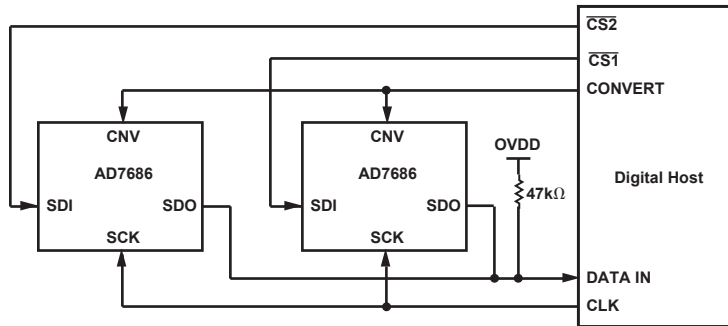 CS2
CS1
CONVERT
CNV
AD7686
SDI
SDO
SCK
CNV
AD7686
SDI
SDO
SCK
OVDD
47kΩ
Digital Host
DATA IN
CLK